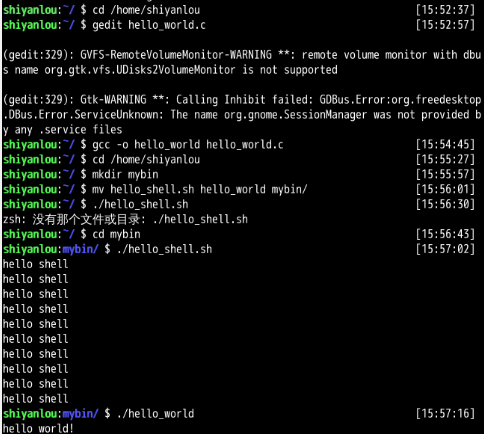 shiyanlou:~/ $ cd /home/shiyanlou [15:52:37]
shiyanlou:~/ $ gedit hello_world.c [15:52:57]
(gedit:329): GVFS-RemoteVolumeMonitor-WARNING **: remote volume monitor with dbu
s name org.gtk.vfs.UDisks2VolumeMonitor is not supported
(gedit:329): Gtk-WARNING **: Calling Inhibit failed: GDBus.Error:org.freedesktop
.DBus.Error.ServiceUnknown: The name org.gnome.SessionManager was not provided b
y any .service files
shiyanlou:~/ $ gcc -o hello_world hello_world.c [15:54:45]
shiyanlou:~/ $ cd /home/shiyanlou [15:55:27]
shiyanlou:~/ $ mkdir mybin [15:55:57]
shiyanlou:~/ $ mv hello_shell.sh hello_world mybin/ [15:56:01]
shiyanlou:~/ $ ./hello_shell.sh [15:56:30]
zsh: 没有那个文件或目录: ./hello_shell.sh
shiyanlou:~/ $ cd mybin [15:56:43]
shiyanlou:mybin/ $ ./hello_shell.sh [15:57:02]
hello shell
hello shell
hello shell
hello shell
hello shell
hello shell
hello shell
hello shell
hello shell
hello shell
shiyanlou:mybin/ $ ./hello_world [15:57:16]
hello world!